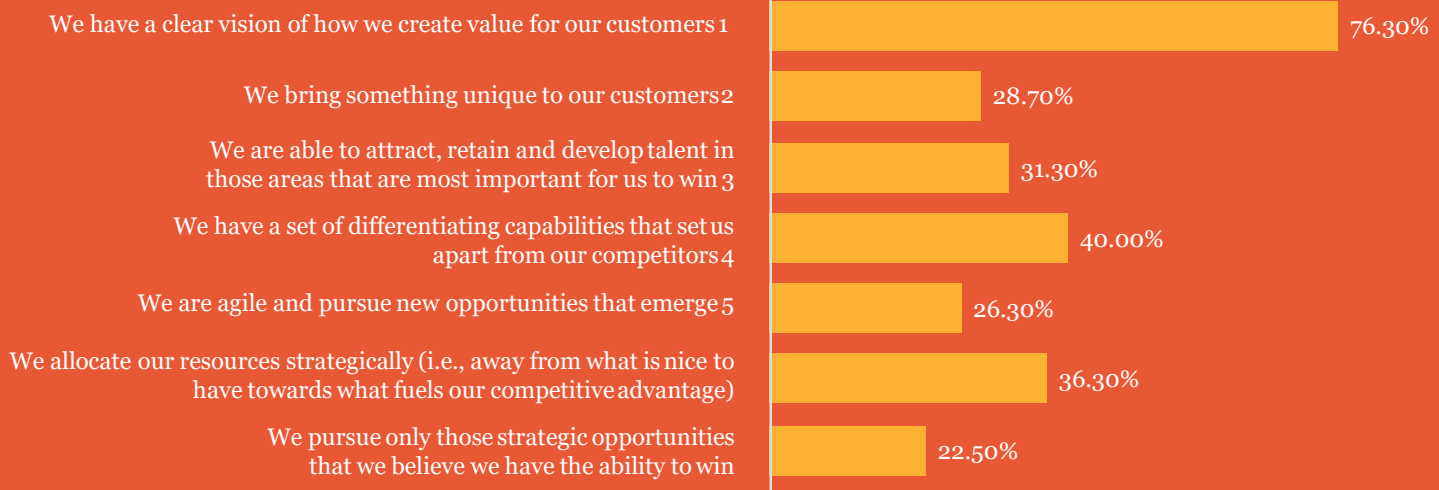 We have a clear vision of how we create value for our customers 1
76.30%
We bring something unique to our customers 2
28.70%
We are able to attract, retain and develop talent in
those areas that are most important for us to win 3
31.30%
We have a set of differentiating capabilities that set us
apart from our competitors 4
40.00%
We are agile and pursue new opportunities that emerge 5
26.30%
We allocate our resources strategically (i.e., away from what is nice to
have towards what fuels our competitive advantage)
36.30%
We pursue only those strategic opportunities
that we believe we have the ability to win
22.50%